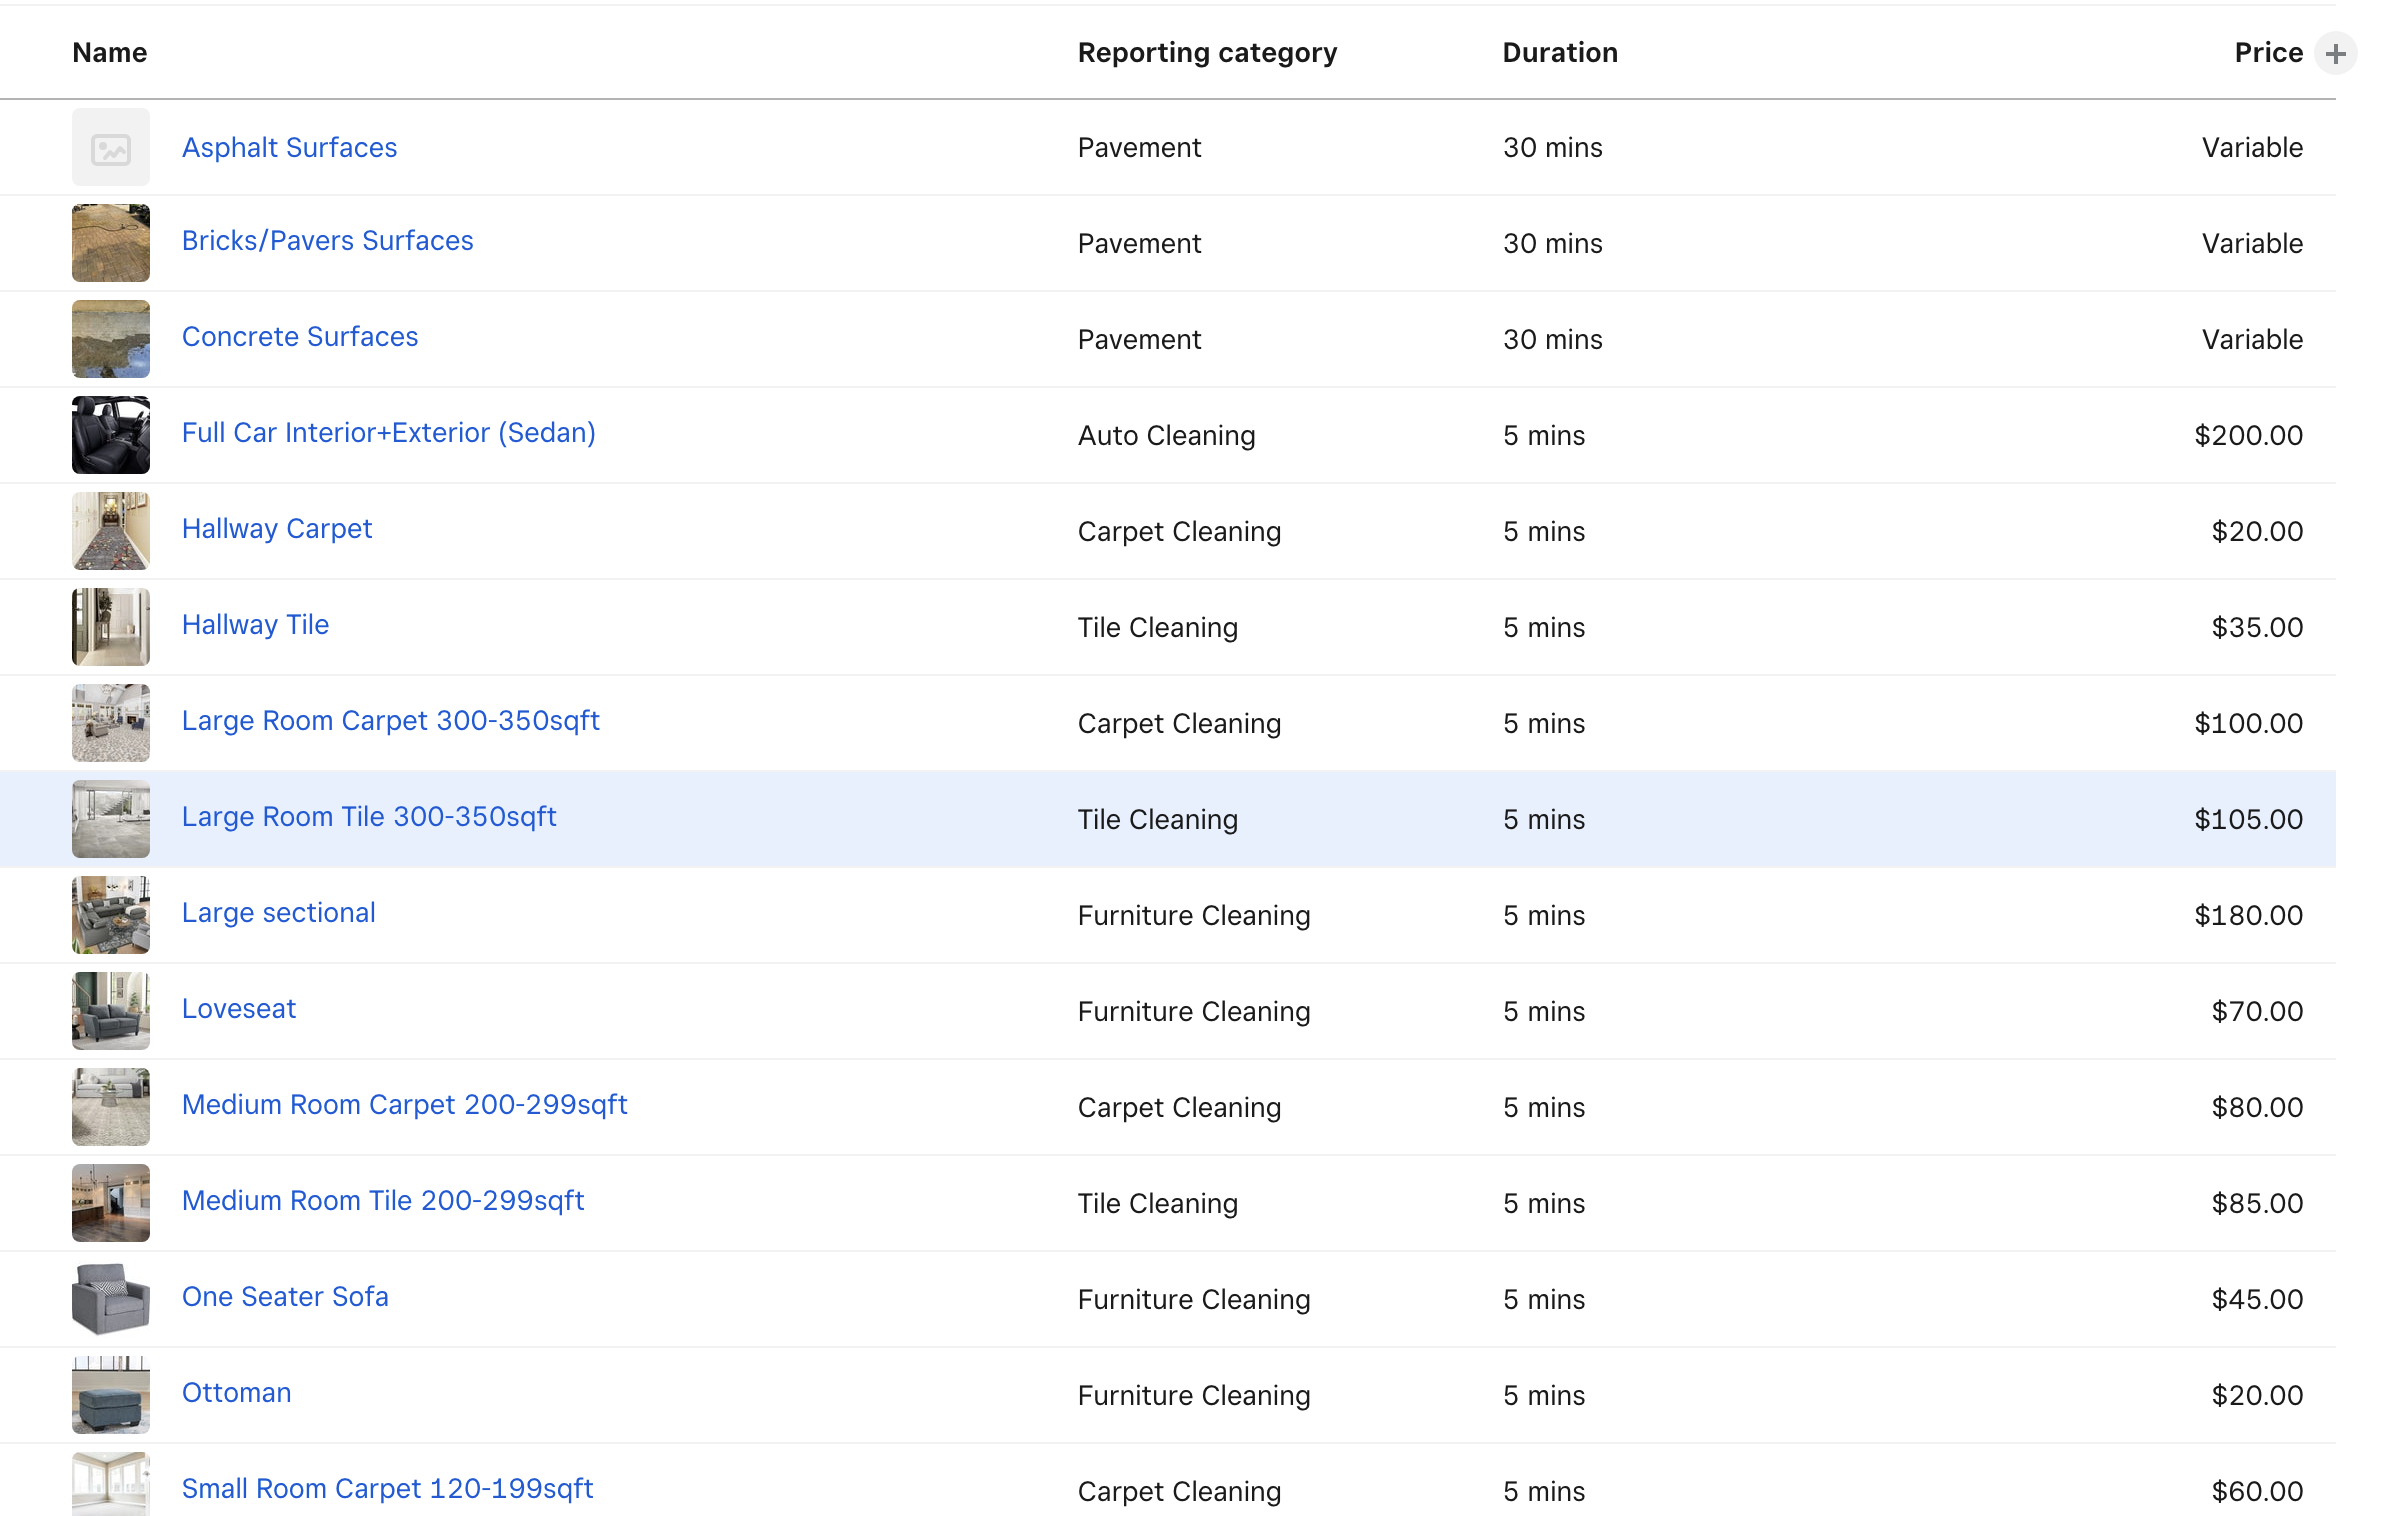 Name Reporting category Duration Price
Asphalt Surfaces Pavement 30 mins Variable
Bricks/Pavers Surfaces Pavement 30 mins Variable
Concrete Surfaces Pavement 30 mins Variable
Full Car Interior+Exterior (Sedan) Auto Cleaning 5 mins $200.00
Hallway Carpet Carpet Cleaning 5 mins $20.00
Hallway Tile Tile Cleaning 5 mins $35.00
Large Room Carpet 300-350sqft Carpet Cleaning 5 mins $100.00
Large Room Tile 300-350sqft Tile Cleaning 5 mins $105.00
Large sectional Furniture Cleaning 5 mins $180.00
Loveseat Furniture Cleaning 5 mins $70.00
Medium Room Carpet 200-299sqft Carpet Cleaning 5 mins $80.00
Medium Room Tile 200-299sqft Tile Cleaning 5 mins $85.00
One Seater Sofa Furniture Cleaning 5 mins $45.00
Ottoman Furniture Cleaning 5 mins $20.00
Small Room Carpet 120-199sqft Carpet Cleaning 5 mins $60.00